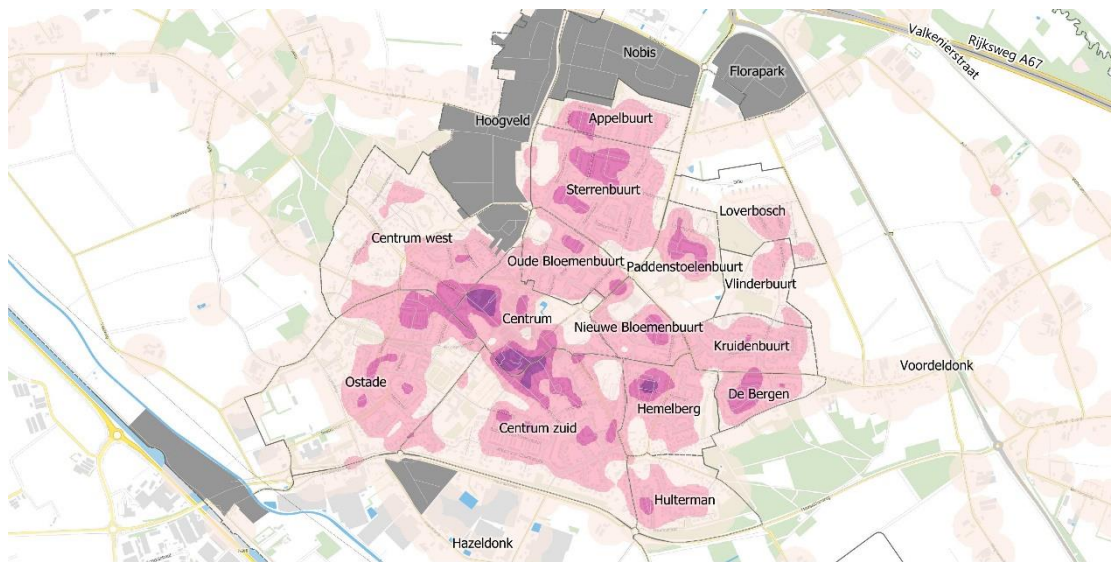 Nobis
Rijksweg A67
Valkenierstraat
Florapark
Hoogveld
Appelbuurt
Sterrenbuurt
Loverbosch
Centrum west
Oude Bloemenbuurt
Paddenstoelenbuurt
Vlinderbuurt
Centrum
Nieuwe Bloemenbuurt
Kruidenbuurt
Voordeldonk
Ostade
De Bergen
Hemelberg
Centrum zuid
Hulterman
Hazeldonk